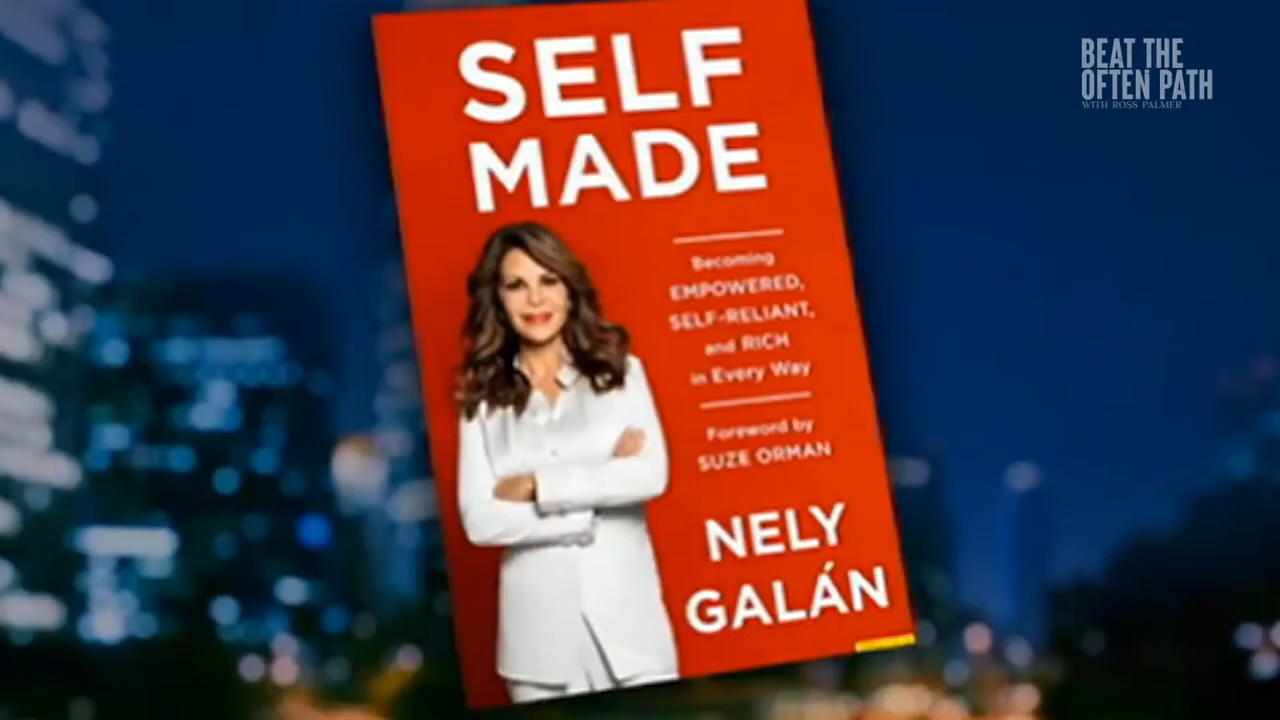 SELF
MADE
Becoming
EMPOWERED,
SELF-RELIANT,
and RICH
in Every Way
Foreword by
SUZE ORMAN
NELY
GALÁN
BEAT THE
OFTEN PATH
WITH ROSS PALMER